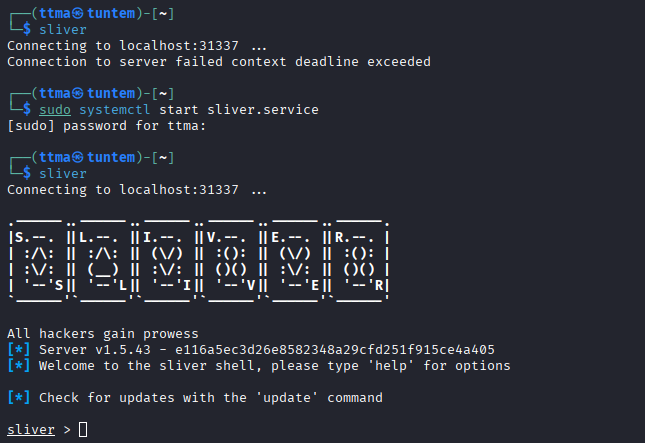 ┌──(ttma㉿tuntem)-[~]
└─$ sliver
Connecting to localhost:31337 ...
Connection to server failed context deadline exceeded
┌──(ttma㉿tuntem)-[~]
└─$ sudo systemctl start sliver.service
[sudo] password for ttma:
┌──(ttma㉿tuntem)-[~]
└─$ sliver
Connecting to localhost:31337 ...
.------..------..------..------..------..------.
|S.--. ||L.--. ||I.--. ||V.--. ||E.--. ||R.--. |
| :/\: || :/\: || (\/) || :(): || (\/) || :(): |
| :\/: || (__) || :\/: || ()() || :\/: || ()() |
| '--'S|| '--'L|| '--'I|| '--'V|| '--'E|| '--'R|
`------'`------'`------'`------'`------'`------'
All hackers gain prowess
[*] Server v1.5.43 - e116a5ec3d26e8582348a29cfd251f915ce4a405
[*] Welcome to the sliver shell, please type 'help' for options
[*] Check for updates with the 'update' command
sliver >